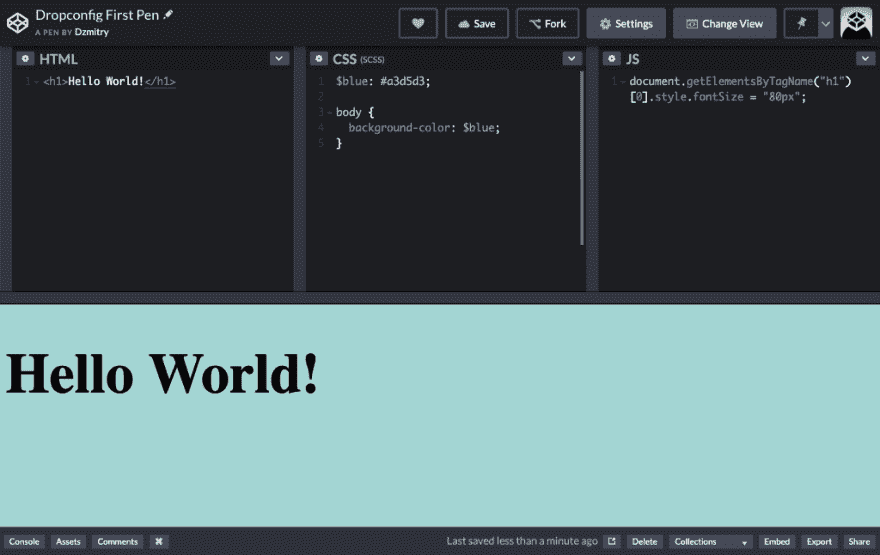 Dropconfig First Pen
A PEN BY Dzmitry
Save
Fork
Settings
Change View
HTML
1 <h1>Hello World!</h1>
CSS (SCSS)
1 $blue: #a3d5d3;
2
3 body {
4 background-color: $blue;
5 }
JS
1 document.getElementsByTagName("h1")
[0].style.fontSize = "80px";
Hello World!
Console Assets Comments ⌘ Last saved less than a minute ago Delete Collections Embed Export Share